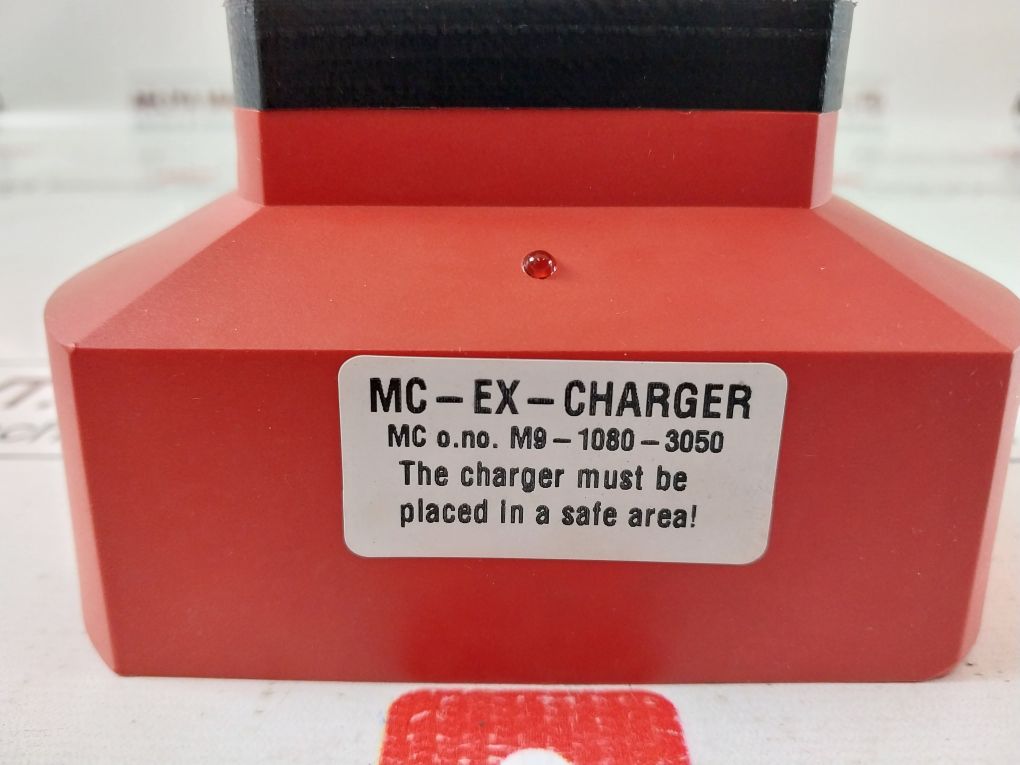 MC-EX-CHARGER
MC o.no. M9-1080-3050
The charger must be
placed in a safe area!